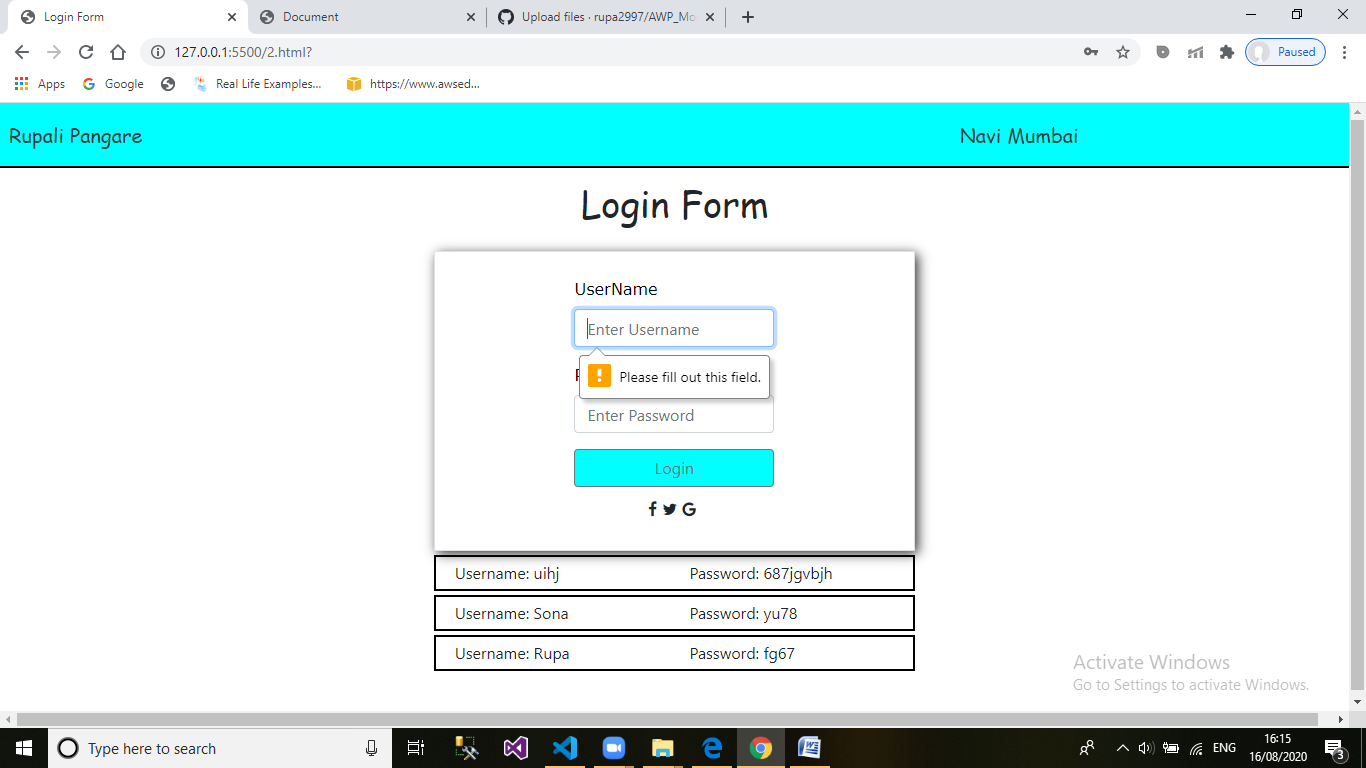 Login Form
Document
Upload files · rupa2997/AWP_Mo
127.0.0.1:5500/2.html?
Paused
Apps
Google
Real Life Examples...
https://www.awsed...
Rupali Pangare
Navi Mumbai
Login Form
UserName
Enter Username
Please fill out this field.
Enter Password
Login
Username: uihj Password: 687jgvbjh
Username: Sona Password: yu78
Username: Rupa Password: fg67
Activate Windows
Go to Settings to activate Windows.
Type here to search
ENG
16:15
16/08/2020
3